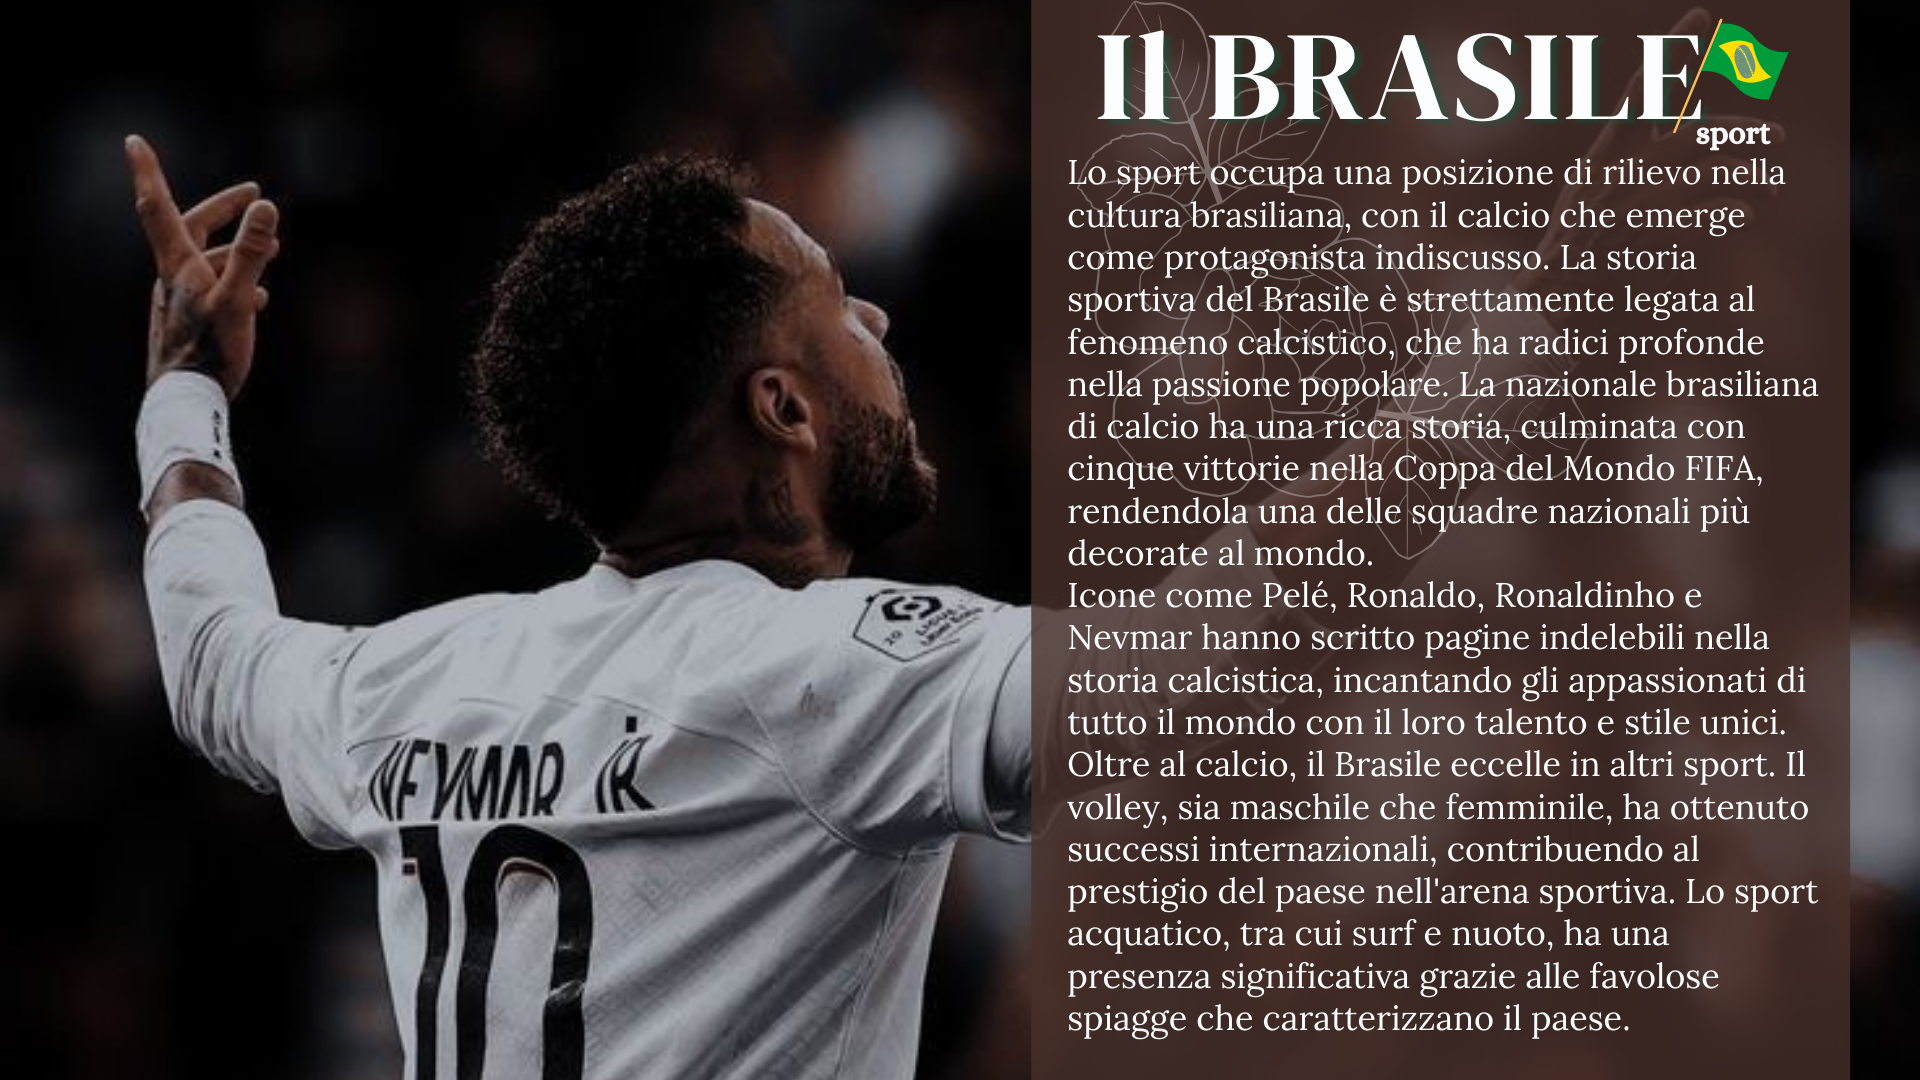 Il BRASILE
sport
Lo sport occupa una posizione di rilievo nella
cultura brasiliana, con il calcio che emerge
come protagonista indiscusso. La storia
sportiva del Brasile è strettamente legata al
fenomeno calcistico, che ha radici profonde
nella passione popolare. La nazionale brasiliana
di calcio ha una ricca storia, culminata con
cinque vittorie nella Coppa del Mondo FIFA,
rendendola una delle squadre nazionali più
decorate al mondo.
Icone come Pelé, Ronaldo, Ronaldinho e
Nevmar hanno scritto pagine indelebili nella
storia calcistica, incantando gli appassionati di
tutto il mondo con il loro talento e stile unici.
Oltre al calcio, il Brasile eccelle in altri sport. Il
volley, sia maschile che femminile, ha ottenuto
successi internazionali, contribuendo al
prestigio del paese nell'arena sportiva. Lo sport
acquatico, tra cui surf e nuoto, ha una
presenza significativa grazie alle favolose
spiagge che caratterizzano il paese.
NEYMAR JR
10